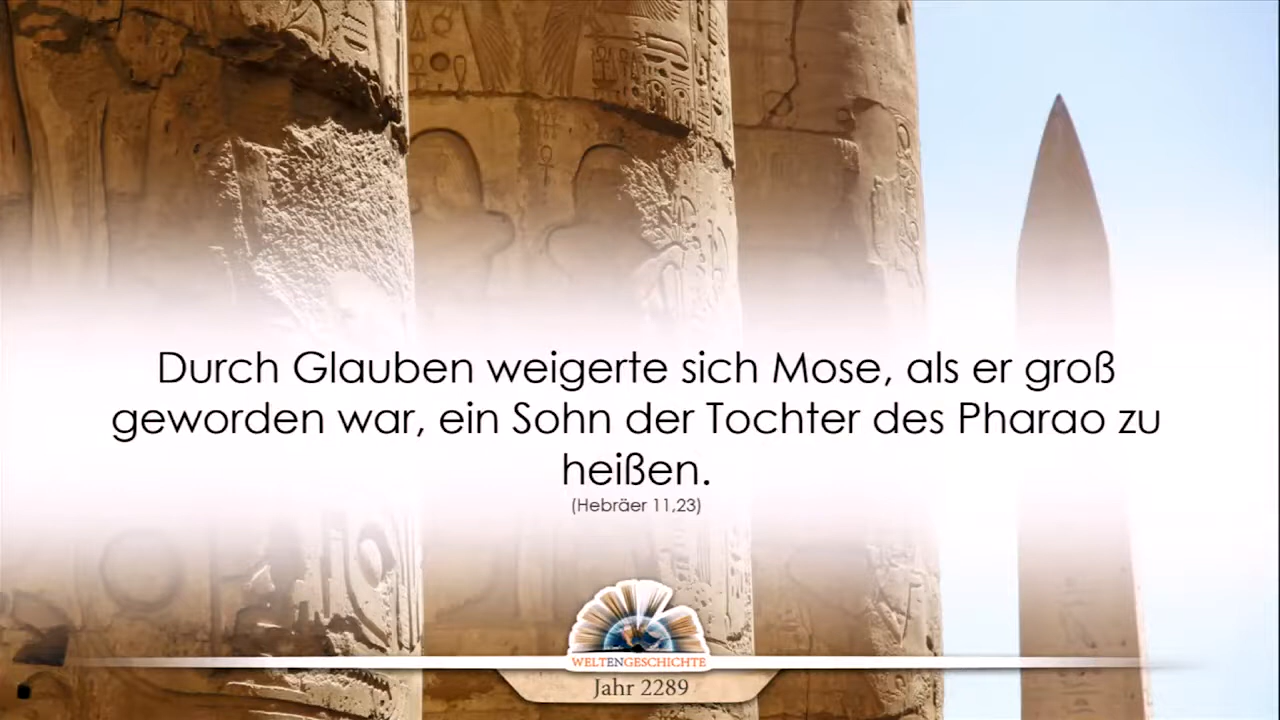 Durch Glauben weigerte sich Mose, als er groß
geworden war, ein Sohn der Tochter des Pharao zu
heißen.
(Hebräer 11,23)
WELTENGESCHICHTE
Jahr 2289